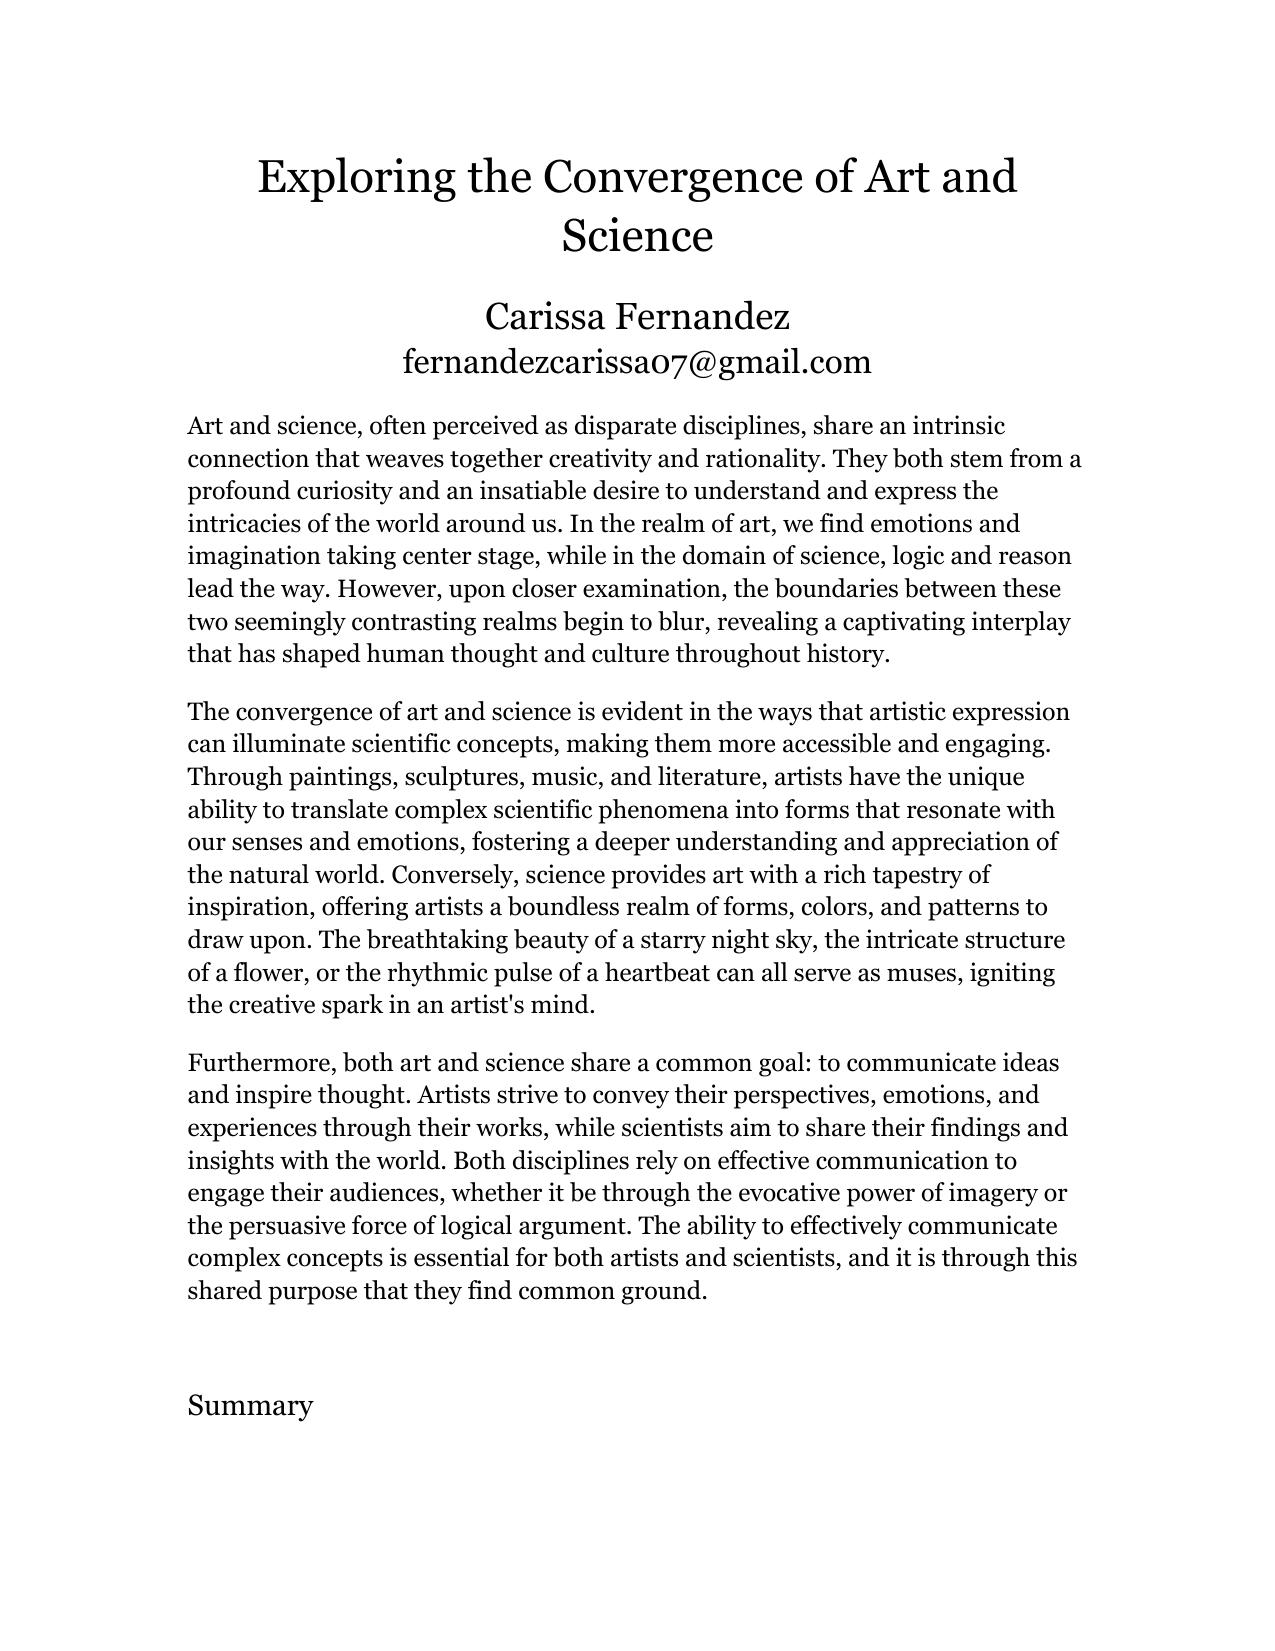 Exploring the Convergence of Art and
Science
Carissa Fernandez
fernandezcarissa07@gmail.com
Art and science, often perceived as disparate disciplines, share an intrinsic
connection that weaves together creativity and rationality. They both stem from a
profound curiosity and an insatiable desire to understand and express the
intricacies of the world around us. In the realm of art, we find emotions and
imagination taking center stage, while in the domain of science, logic and reason
lead the way. However, upon closer examination, the boundaries between these
two seemingly contrasting realms begin to blur, revealing a captivating interplay
that has shaped human thought and culture throughout history.
The convergence of art and science is evident in the ways that artistic expression
can illuminate scientific concepts, making them more accessible and engaging.
Through paintings, sculptures, music, and literature, artists have the unique
ability to translate complex scientific phenomena into forms that resonate with
our senses and emotions, fostering a deeper understanding and appreciation of
the natural world. Conversely, science provides art with a rich tapestry of
inspiration, offering artists a boundless realm of forms, colors, and patterns to
draw upon. The breathtaking beauty of a starry night sky, the intricate structure
of a flower, or the rhythmic pulse of a heartbeat can all serve as muses, igniting
the creative spark in an artist's mind.
Furthermore, both art and science share a common goal: to communicate ideas
and inspire thought. Artists strive to convey their perspectives, emotions, and
experiences through their works, while scientists aim to share their findings and
insights with the world. Both disciplines rely on effective communication to
engage their audiences, whether it be through the evocative power of imagery or
the persuasive force of logical argument. The ability to effectively communicate
complex concepts is essential for both artists and scientists, and it is through this
shared purpose that they find common ground.
Summary